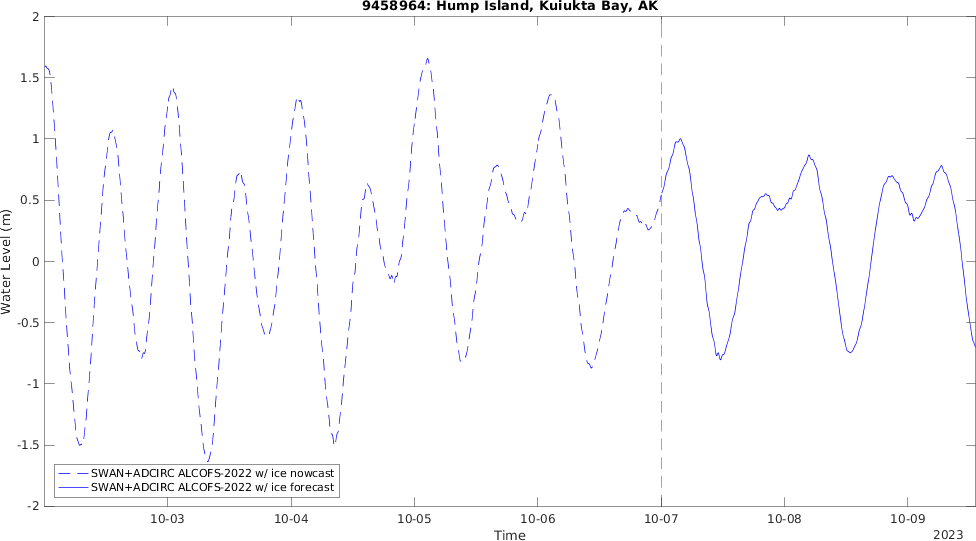 9458964: Hump Island, Kuiukta Bay, AK
2
1.5
1
0.5
0
-0.5
-1
-1.5
-2
Water Level (m)
SWAN+ADCIRC ALCOFS-2022 w/ ice nowcast
SWAN+ADCIRC ALCOFS-2022 w/ ice forecast
10-03 10-04 10-05 10-06 10-07 10-08 10-09
Time
2023